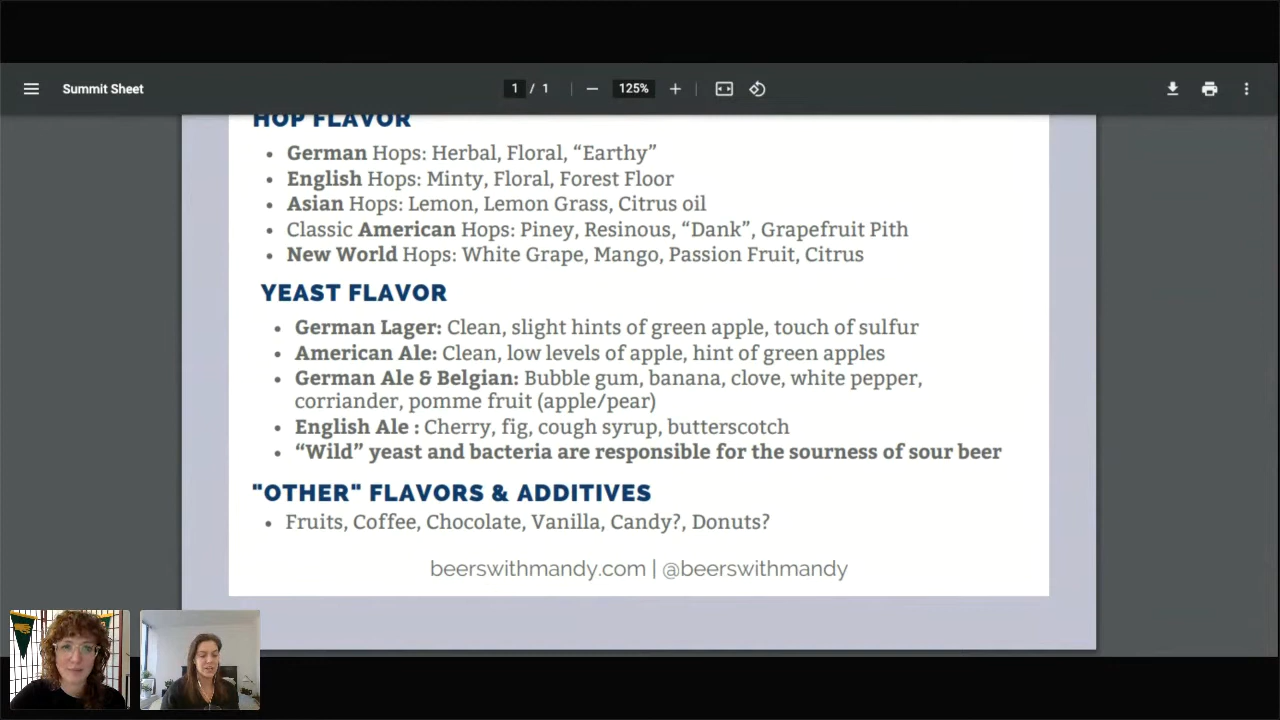 Summit Sheet
1 / 1
125%
HOP FLAVOR
• German Hops: Herbal, Floral, “Earthy”
• English Hops: Minty, Floral, Forest Floor
• Asian Hops: Lemon, Lemon Grass, Citrus oil
• Classic American Hops: Piney, Resinous, “Dank”, Grapefruit Pith
• New World Hops: White Grape, Mango, Passion Fruit, Citrus
YEAST FLAVOR
• German Lager: Clean, slight hints of green apple, touch of sulfur
• American Ale: Clean, low levels of apple, hint of green apples
• German Ale & Belgian: Bubble gum, banana, clove, white pepper,
corriander, pomme fruit (apple/pear)
• English Ale : Cherry, fig, cough syrup, butterscotch
• “Wild” yeast and bacteria are responsible for the sourness of sour beer
"OTHER" FLAVORS & ADDITIVES
• Fruits, Coffee, Chocolate, Vanilla, Candy?, Donuts?
beerswithmandy.com | @beerswithmandy